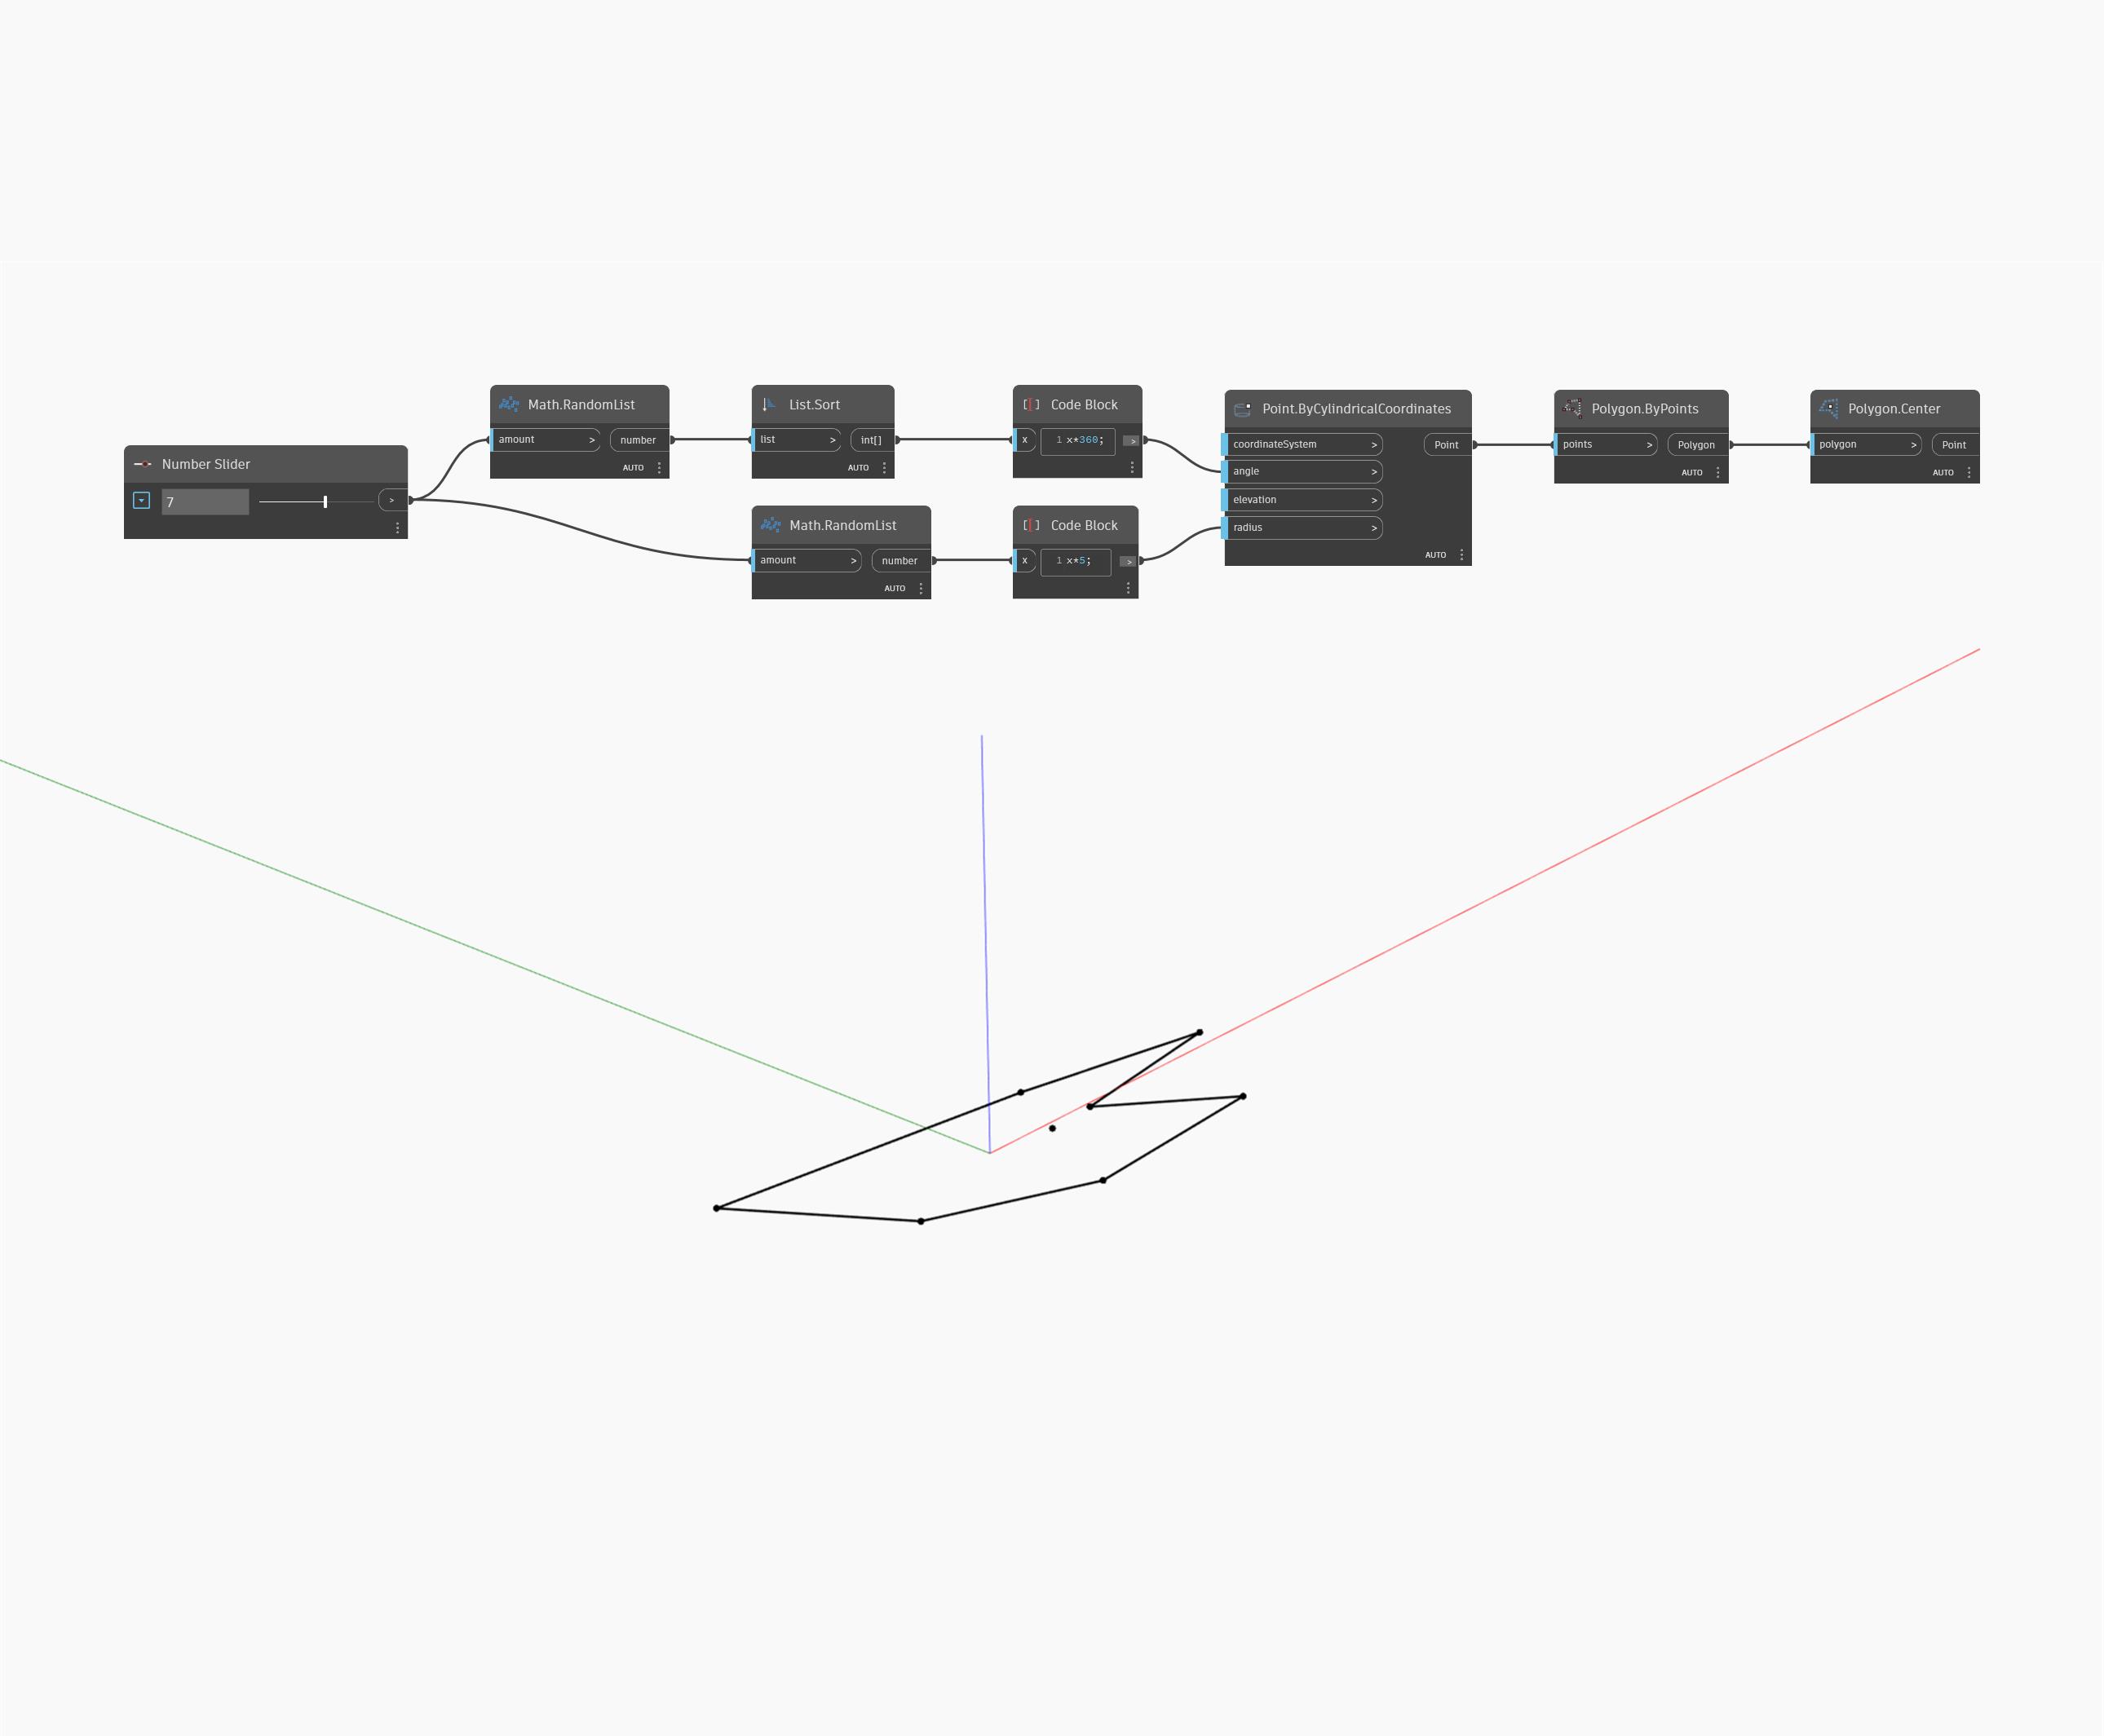 Number Slider
7
>
Math.RandomList
amount > number
AUTO
List.Sort
list > int[]
AUTO
Code Block
x 1 x*360; >
Math.RandomList
amount > number
AUTO
Code Block
x 1 x*5; >
Point.ByCylindricalCoordinates
coordinateSystem > Point
angle >
elevation >
radius >
AUTO
Polygon.ByPoints
points > Polygon
AUTO
Polygon.Center
polygon > Point
AUTO